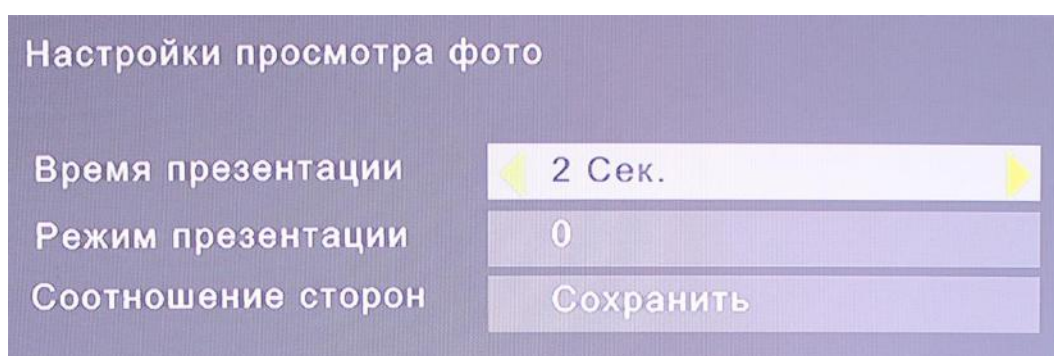 Настройки просмотра фото
Время презентации 2 Сек.
Режим презентации 0
Соотношение сторон Сохранить